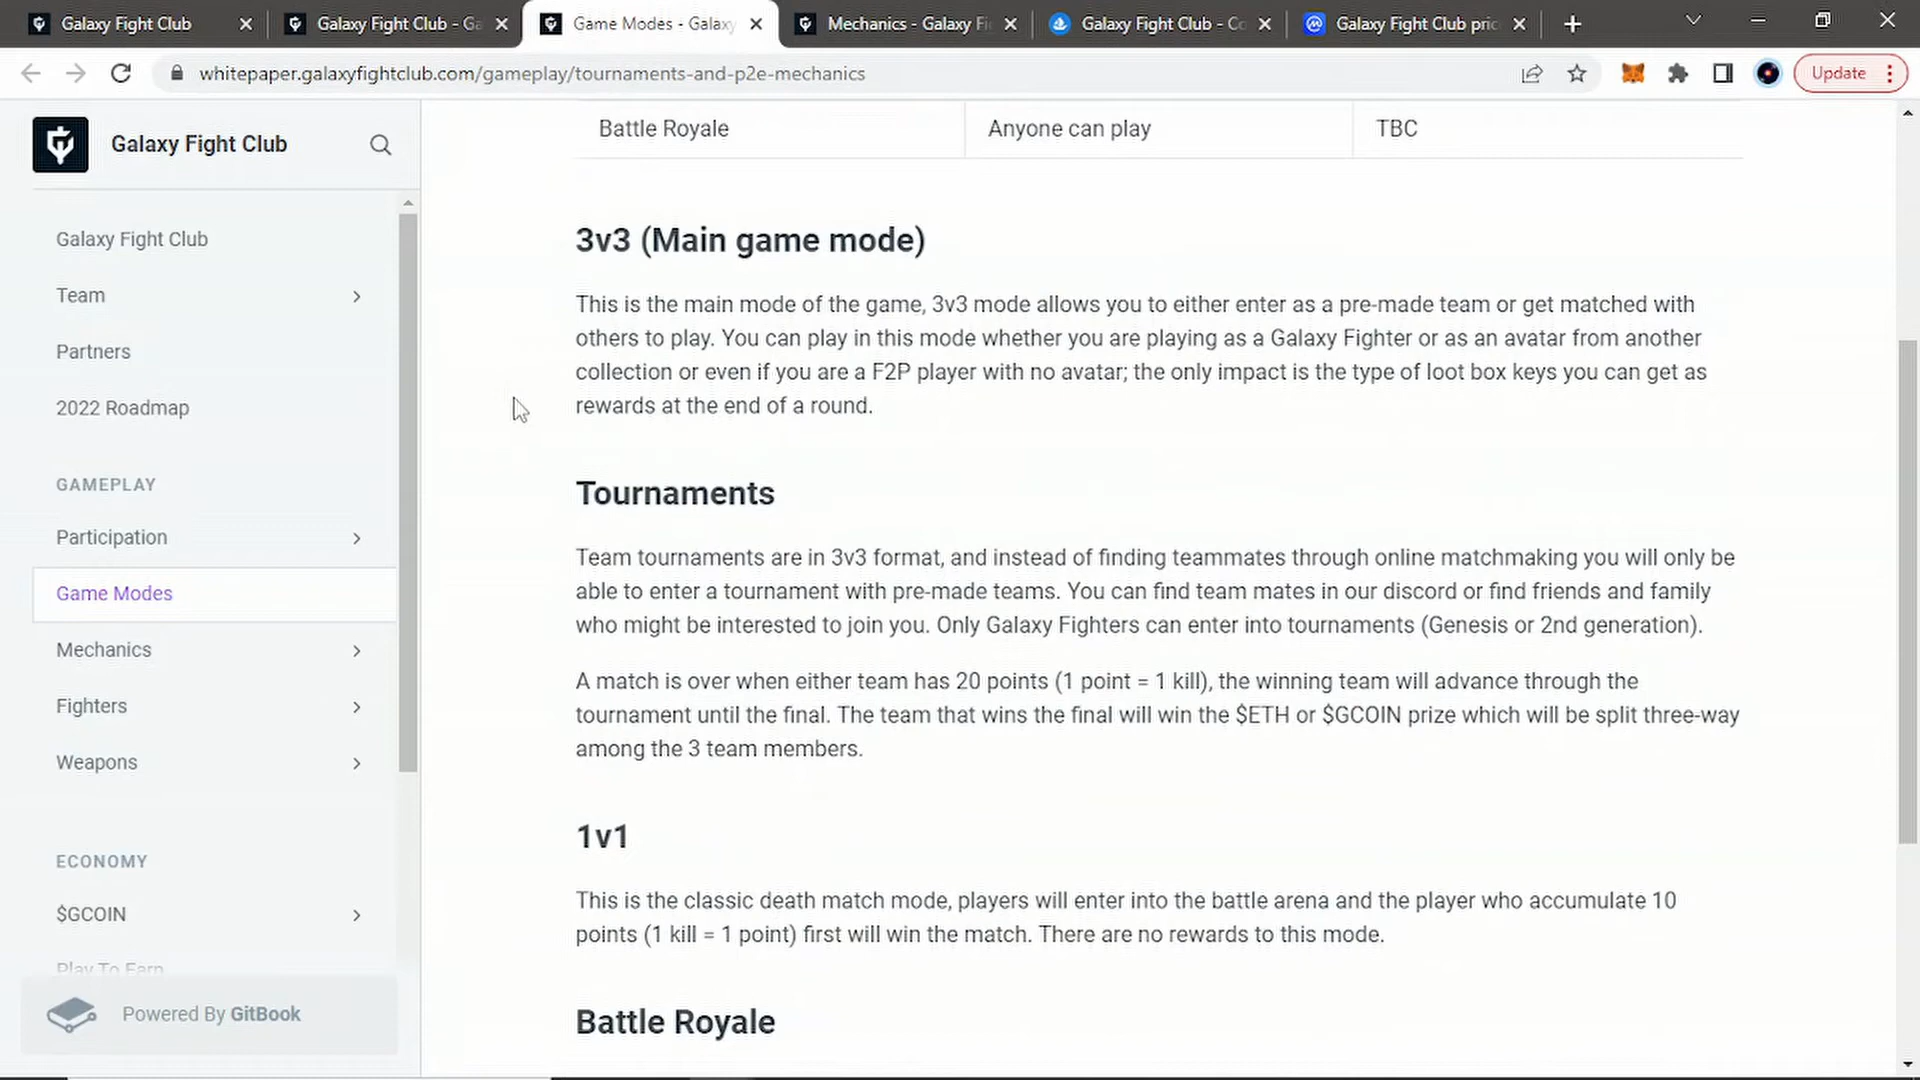 Galaxy Fight Club
Galaxy Fight Club - Ga
Game Modes - Galaxy
Mechanics - Galaxy Fi
Galaxy Fight Club - Co
Galaxy Fight Club pric
whitepaper.galaxyfightclub.com/gameplay/tournaments-and-p2e-mechanics
Update
Galaxy Fight Club
Galaxy Fight Club
Team
Partners
2022 Roadmap
GAMEPLAY
Participation
Game Modes
Mechanics
Fighters
Weapons
ECONOMY
$GCOIN
Play To Earn
Powered By GitBook
Battle Royale
Anyone can play
TBC
3v3 (Main game mode)
This is the main mode of the game, 3v3 mode allows you to either enter as a pre-made team or get matched with
others to play. You can play in this mode whether you are playing as a Galaxy Fighter or as an avatar from another
collection or even if you are a F2P player with no avatar; the only impact is the type of loot box keys you can get as
rewards at the end of a round.
Tournaments
Team tournaments are in 3v3 format, and instead of finding teammates through online matchmaking you will only be
able to enter a tournament with pre-made teams. You can find team mates in our discord or find friends and family
who might be interested to join you. Only Galaxy Fighters can enter into tournaments (Genesis or 2nd generation).
A match is over when either team has 20 points (1 point = 1 kill), the winning team will advance through the
tournament until the final. The team that wins the final will win the $ETH or $GCOIN prize which will be split three-way
among the 3 team members.
1v1
This is the classic death match mode, players will enter into the battle arena and the player who accumulate 10
points (1 kill = 1 point) first will win the match. There are no rewards to this mode.
Battle Royale